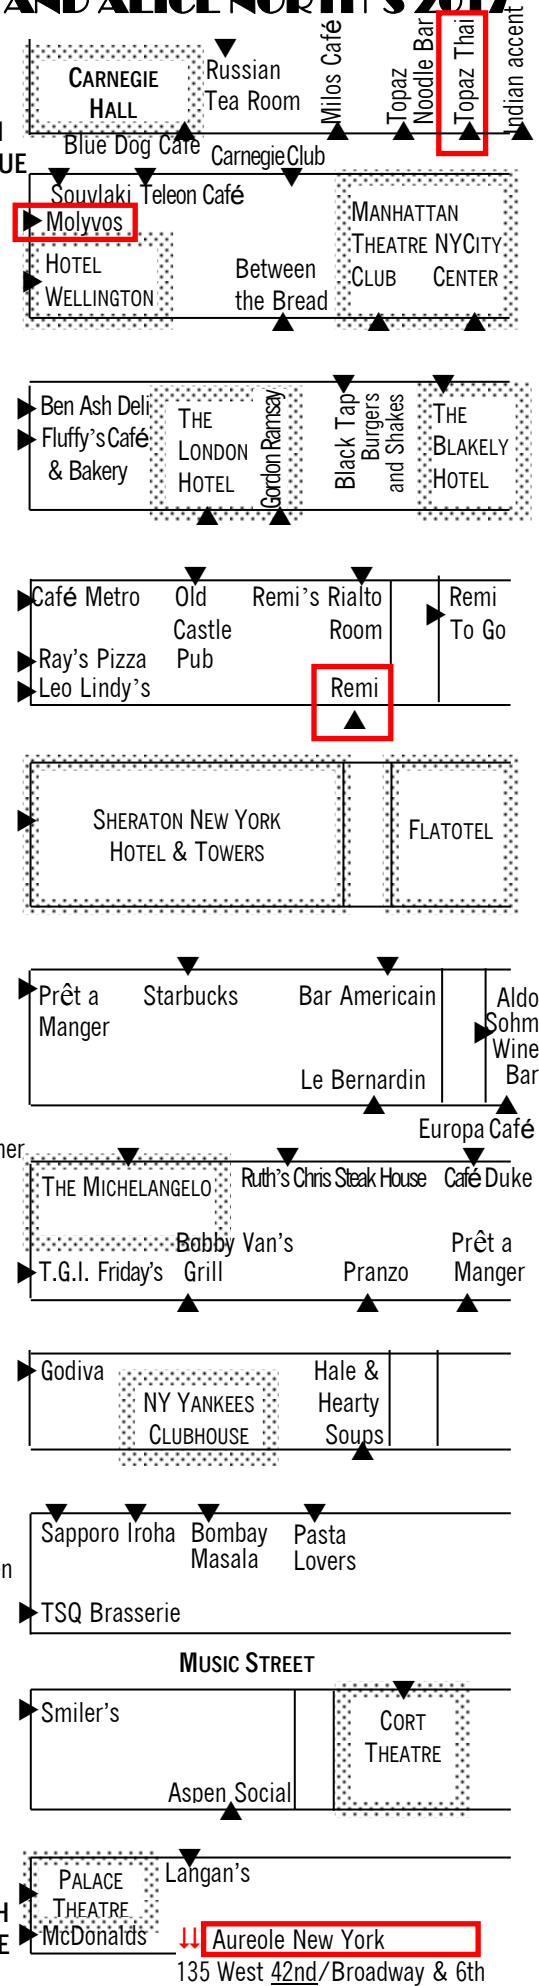 AND ALICE NORTH'S 2017
CARNEGIE
HALL
Russian
Tea Room
Milos Café
Topaz
Noodle Bar
Topaz Thai
Indian accent
Blue Dog Café
Carnegie Club
UE
Souvlaki Teleon Café
Molyvos
HOTEL
WELLINGTON
Between
the Bread
MANHATTAN
THEATRE NYCITY
CLUB CENTER
Ben Ash Deli
Fluffy's Café
& Bakery
THE
LONDON
HOTEL
Gordon Ramsay
Black Tap
Burgers
and Shakes
THE
BLAKELY
HOTEL
Café Metro
Old
Castle
Pub
Remi's Rialto
Room
Remi
To Go
Ray's Pizza
Leo Lindy's
Remi
SHERATON NEW YORK
HOTEL & TOWERS
FLATOTEL
Prêt a
Manger
Starbucks
Bar Americain
Aldo
Sohm
Wine
Bar
Le Bernardin
Europa Café
ner
THE MICHELANGELO
Ruth's Chris Steak House
Café Duke
Bobby Van's
Grill
T.G.I. Friday's
Pranzo
Prêt a
Manger
Godiva
NY YANKEES
CLUBHOUSE
Hale &
Hearty
Soups
Sapporo Iroha
Bombay
Masala
Pasta
Lovers
en
TSQ Brasserie
MUSIC STREET
Smiler's
CORT
THEATRE
Aspen Social
PALACE
THEATRE
Langan's
H
E
McDonalds
↓↓ Aureole New York
135 West 42nd/Broadway & 6th